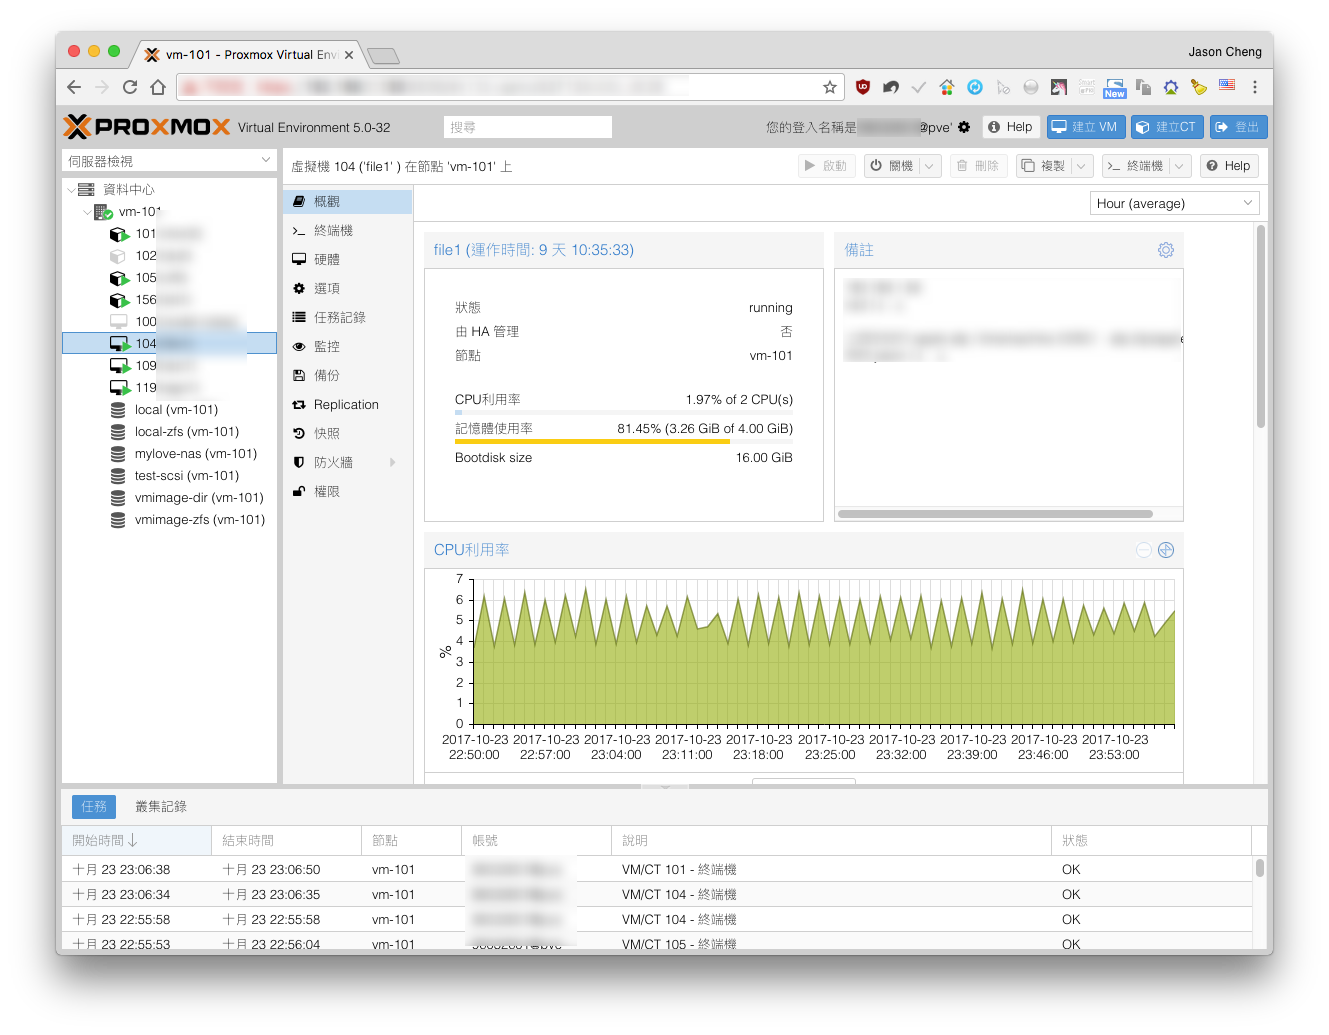 vm-101 - Proxmox Virtual Envi
Jason Cheng
New
PROXMOX Virtual Environment 5.0-32
搜尋
您的登入名稱是
@pve'
Help
建立 VM
建立CT
登出
伺服器檢視
虛擬機 104 ('file1' ) 在節點 'vm-101' 上
啟動
關機
刪除
複製
終端機
Help
資料中心
vm-101
101
102
105
156
100
104
109
119
local (vm-101)
local-zfs (vm-101)
mylove-nas (vm-101)
test-scsi (vm-101)
vmimage-dir (vm-101)
vmimage-zfs (vm-101)
概觀
終端機
硬體
選項
任務記錄
監控
備份
Replication
快照
防火牆
權限
Hour (average)
file1 (運作時間: 9 天 10:35:33)
狀態 running
由 HA 管理 否
節點 vm-101
CPU利用率 1.97% of 2 CPU(s)
記憶體使用率 81.45% (3.26 GiB of 4.00 GiB)
Bootdisk size 16.00 GiB
備註
CPU利用率
7
6
5
4
3
2
1
0
%
2017-10-23 2017-10-23 2017-10-23 2017-10-23 2017-10-23 2017-10-23 2017-10-23 2017-10-23 2017-10-23 2017-10-23
22:50:00 22:57:00 23:04:00 23:11:00 23:18:00 23:25:00 23:32:00 23:39:00 23:46:00 23:53:00
任務 叢集記錄
開始時間 結束時間 節點 帳號 說明 狀態
十月 23 23:06:38 十月 23 23:06:50 vm-101 VM/CT 101 - 終端機 OK
十月 23 23:06:34 十月 23 23:06:35 vm-101 VM/CT 104 - 終端機 OK
十月 23 22:55:58 十月 23 22:55:58 vm-101 VM/CT 104 - 終端機 OK
十月 23 22:55:53 十月 23 22:56:04 vm-101 VM/CT 105 - 終端機 OK